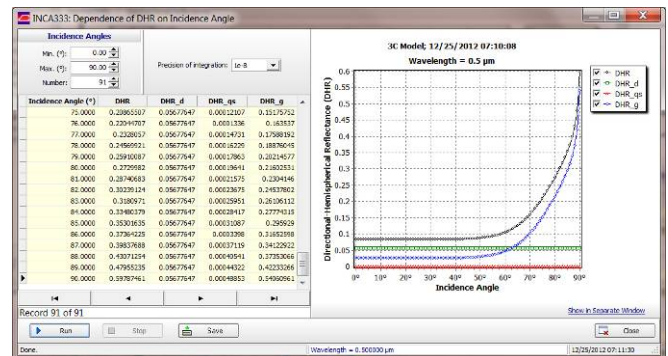 INCA333: Dependence of DHR on Incidence Angle
Incidence Angles
Min. (°): 0.00
Max. (°): 90.00
Number: 91
Precision of integration: 1e-8
Incidence Angle (°) DHR DHR_d DHR_qs DHR_g
75.0000 0.20865507 0.05677647 0.00012107 0.15175752
76.0000 0.22044707 0.05677647 0.0001336 0.163537
77.0000 0.2328057 0.05677647 0.00014731 0.17588192
78.0000 0.24569921 0.05677647 0.00016229 0.18876045
79.0000 0.25910087 0.05677647 0.00017863 0.20214577
80.0000 0.2729982 0.05677647 0.00019641 0.21602531
81.0000 0.28740683 0.05677647 0.00021575 0.2304146
82.0000 0.30239124 0.05677647 0.00023675 0.24537802
83.0000 0.3180971 0.05677647 0.00025951 0.26106112
84.0000 0.33480379 0.05677647 0.00028417 0.27774315
85.0000 0.35301635 0.05677647 0.00031087 0.295929
86.0000 0.37364225 0.05677647 0.0003398 0.31652598
87.0000 0.39837688 0.05677647 0.00037119 0.34122922
88.0000 0.43071254 0.05677647 0.00040541 0.37353066
89.0000 0.47955235 0.05677647 0.00044322 0.42233266
90.0000 0.59787461 0.05677647 0.00048853 0.54060961
Record 91 of 91
3C Model; 12/25/2012 07:10:08
Wavelength = 0.5 µm
Directional-Hemispherical Reflectance (DHR)
0.6
0.55
0.5
0.45
0.4
0.35
0.3
0.25
0.2
0.15
0.1
0.05
0
0° 10° 20° 30° 40° 50° 60° 70° 80° 90°
Incidence Angle
DHR
DHR_d
DHR_qs
DHR_g
Show in Separate Window
Run Stop Save Close
Done. Wavelength = 0.500000 µm 12/25/2012 07:11:30